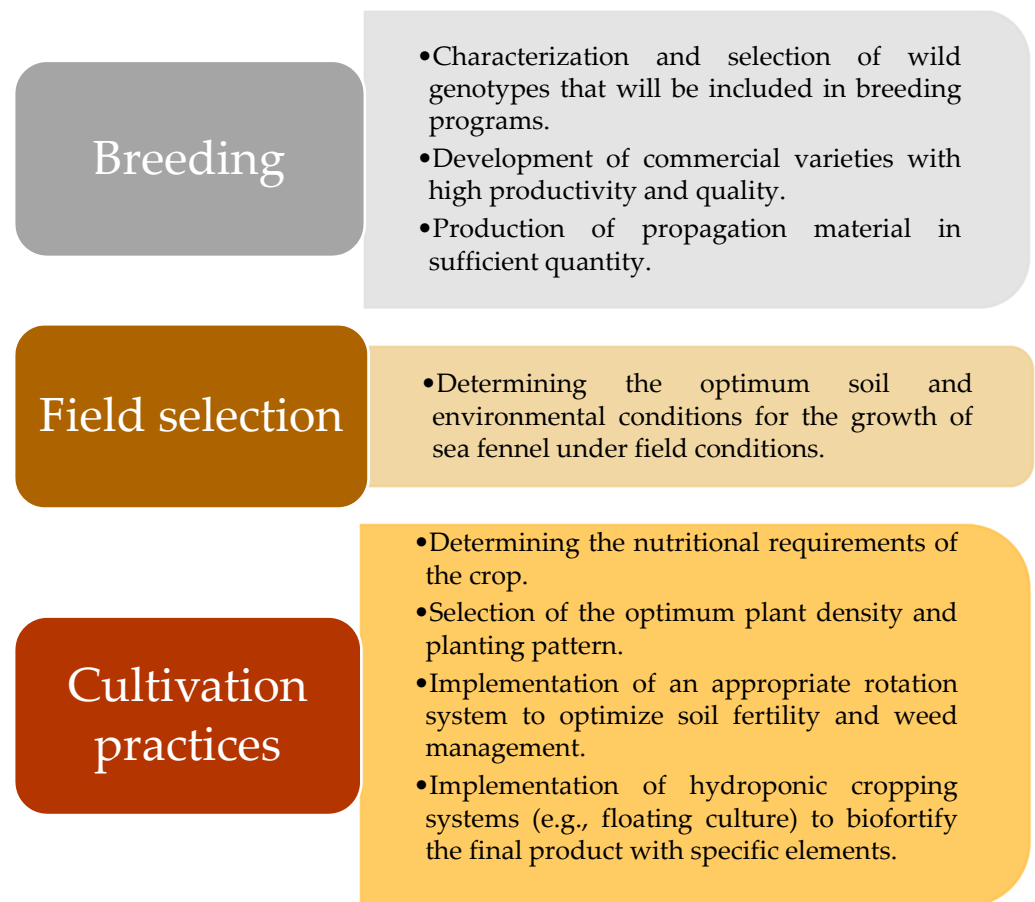 Breeding
•Characterization and selection of wild
genotypes that will be included in breeding
programs.
•Development of commercial varieties with
high productivity and quality.
•Production of propagation material in
sufficient quantity.
Field selection
•Determining the optimum soil and
environmental conditions for the growth of
sea fennel under field conditions.
Cultivation
practices
•Determining the nutritional requirements of
the crop.
•Selection of the optimum plant density and
planting pattern.
•Implementation of an appropriate rotation
system to optimize soil fertility and weed
management.
•Implementation of hydroponic cropping
systems (e.g., floating culture) to biofortify
the final product with specific elements.